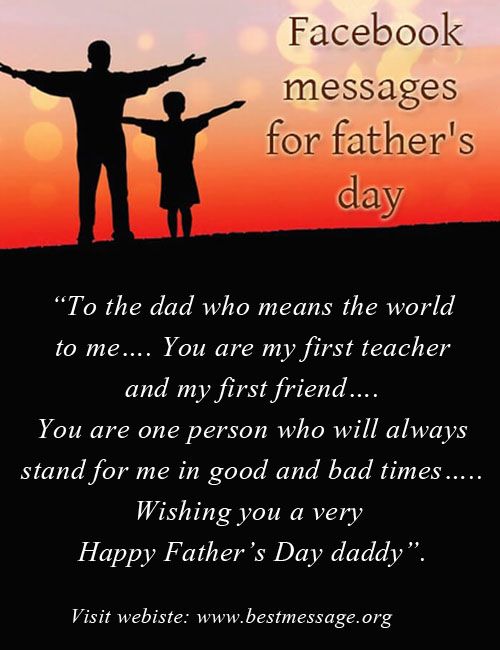 Facebook
messages
for father's
day
“To the dad who means the world
to me…. You are my first teacher
and my first friend….
You are one person who will always
stand for me in good and bad times…..
Wishing you a very
Happy Father’s Day daddy”.
Visit webiste: www.bestmessage.org